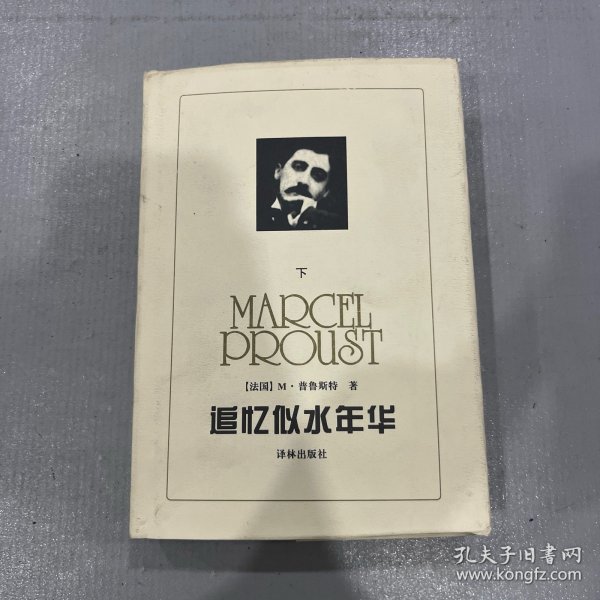 下
MARCEL
PROUST
【法国】M·普鲁斯特 著
追忆似水年华
译林出版社
孔夫子旧书网
www.kongfz.com